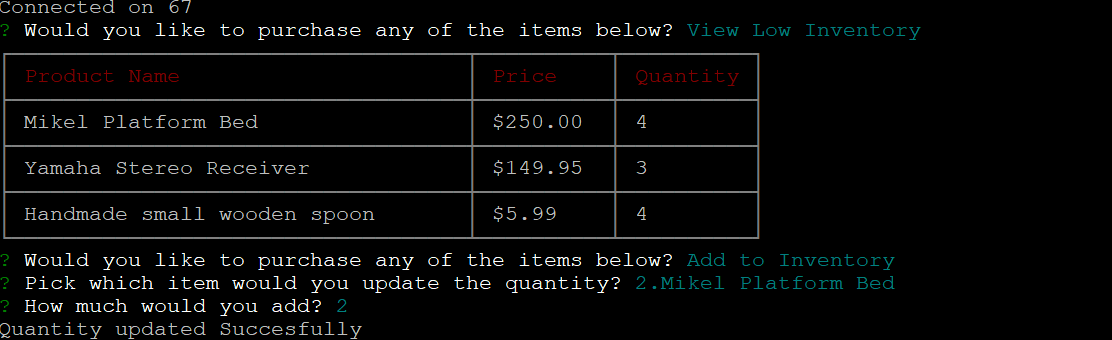 Connected on 67
? Would you like to purchase any of the items below? View Low Inventory
Product Name Price Quantity
Mikel Platform Bed $250.00 4
Yamaha Stereo Receiver $149.95 3
Handmade small wooden spoon $5.99 4
? Would you like to purchase any of the items below? Add to Inventory
? Pick which item would you update the quantity? 2.Mikel Platform Bed
? How much would you add? 2
Quantity updated Succesfully